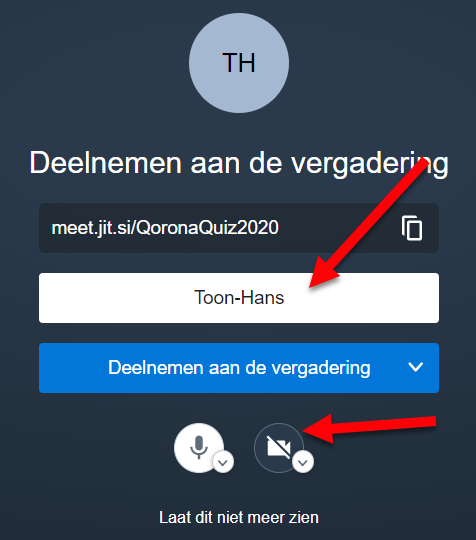 TH
Deelnemen aan de vergadering
meet.jit.si/QoronaQuiz2020
Toon-Hans
Deelnemen aan de vergadering
Laat dit niet meer zien